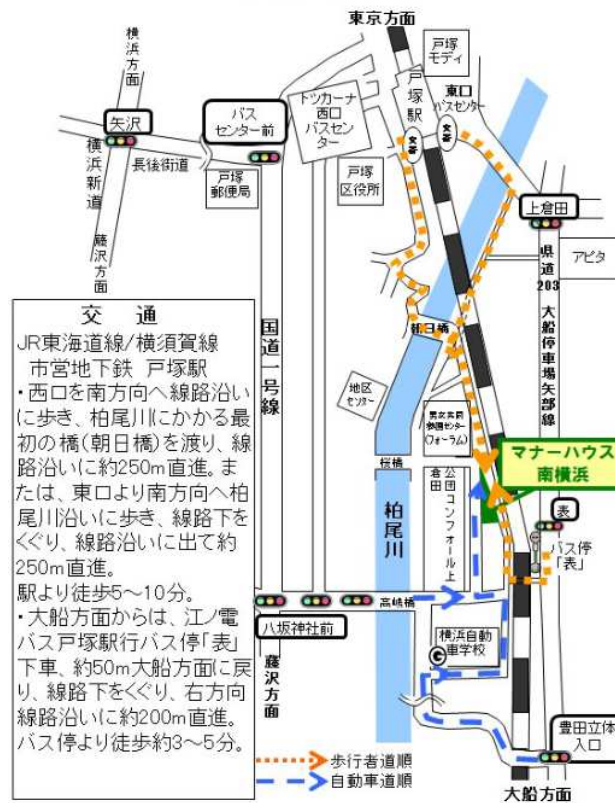 東京方面
横浜方面
戸塚
モディ
東口
バスセンター
戸塚駅
交番
交番
矢沢
バス
センター前
トツカーナ
西口
バスセン
ター
横浜新道
長後街道
戸塚
郵便局
戸塚
区役所
上倉田
藤沢方面
県道
203
アピタ
大船停車場矢部線
国道一号線
朝日橋
地区
センター
男女共同
参画センター
(フォーラム)
マナーハウス
南横浜
桜橋
柏尾川
公団コンフォール上
倉田
表
バス停
「表」
高嶋橋
八坂神社前
藤沢方面
横浜自動
車学校
豊田立体
入口
大船方面
交 通
JR東海道線/横須賀線
市営地下鉄 戸塚駅
・西口を南方向へ線路沿い
に歩き、柏尾川にかかる最
初の橋(朝日橋)を渡り、線
路沿いに約250m直進。ま
たは、東口より南方向へ柏
尾川沿いに歩き、線路下を
くぐり、線路沿いに出て約
250m直進。
駅より徒歩5～10分。
・大船方面からは、江ノ電
バス戸塚駅行バス停「表」
下車、約50m大船方面に戻
り、線路下をくぐり、右方向
線路沿いに約200m直進。
バス停より徒歩約3～5分。
歩行者道順
自動車道順